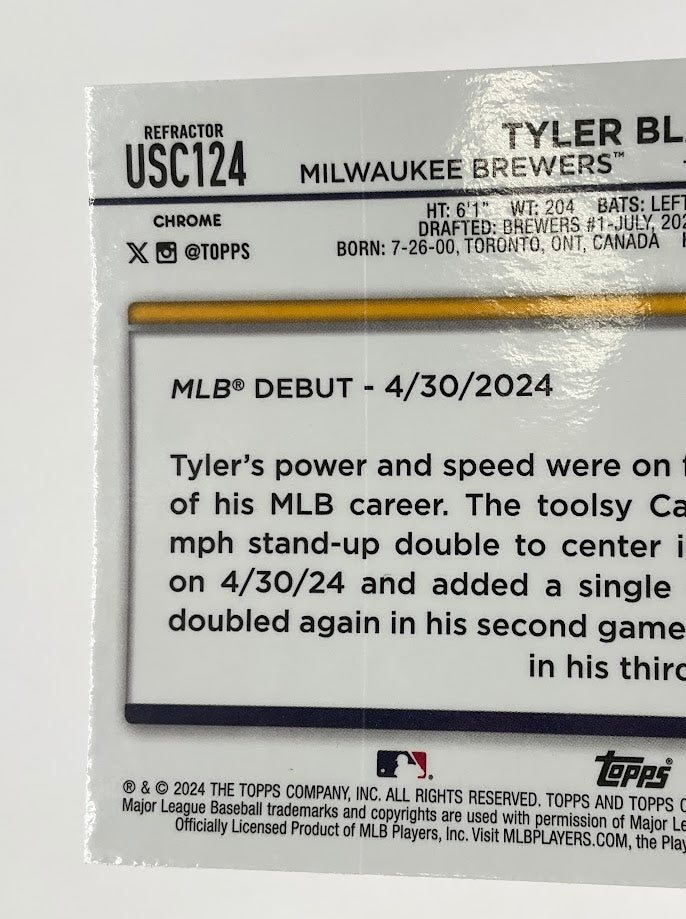 REFRACTOR
USC124
TYLER
MILWAUKEE BREWERS™
CHROME
@TOPPS
HT: 6'1" WT: 204 BATS: LEFT
DRAFTED: BREWERS #1-JULY,
BORN: 7-26-00, TORONTO, ONT, CANADA
MLB® DEBUT - 4/30/2024
Tyler's power and speed were on
of his MLB career. The toolsy
mph stand-up double to center
on 4/30/24 and added a single
doubled again in his second game
in his third
Topps®
® & © 2024 THE TOPPS COMPANY, INC. ALL RIGHTS RESERVED. TOPPS AND TOPPS
Major League Baseball trademarks and copyrights are used with permission of Major
Officially Licensed Product of MLB Players, Inc. Visit MLBPLAYERS.COM, the